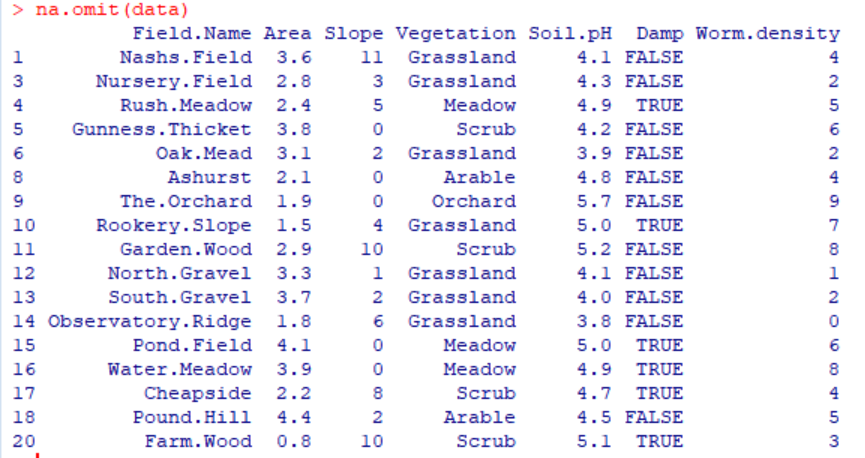 > na.omit(data)
Field.Name Area Slope Vegetation Soil.pH Damp Worm.density
1 Nashs.Field 3.6 11 Grassland 4.1 FALSE 4
3 Nursery.Field 2.8 3 Grassland 4.3 FALSE 2
4 Rush.Meadow 2.4 5 Meadow 4.9 TRUE 5
5 Gunness.Thicket 3.8 0 Scrub 4.2 FALSE 6
6 Oak.Mead 3.1 2 Grassland 3.9 FALSE 2
8 Ashurst 2.1 0 Arable 4.8 FALSE 4
9 The.Orchard 1.9 0 Orchard 5.7 FALSE 9
10 Rookery.Slope 1.5 4 Grassland 5.0 TRUE 7
11 Garden.Wood 2.9 10 Scrub 5.2 FALSE 8
12 North.Gravel 3.3 1 Grassland 4.1 FALSE 1
13 South.Gravel 3.7 2 Grassland 4.0 FALSE 2
14 Observatory.Ridge 1.8 6 Grassland 3.8 FALSE 0
15 Pond.Field 4.1 0 Meadow 5.0 TRUE 6
16 Water.Meadow 3.9 0 Meadow 4.9 TRUE 8
17 Cheapside 2.2 8 Scrub 4.7 TRUE 4
18 Pound.Hill 4.4 2 Arable 4.5 FALSE 5
20 Farm.Wood 0.8 10 Scrub 5.1 TRUE 3